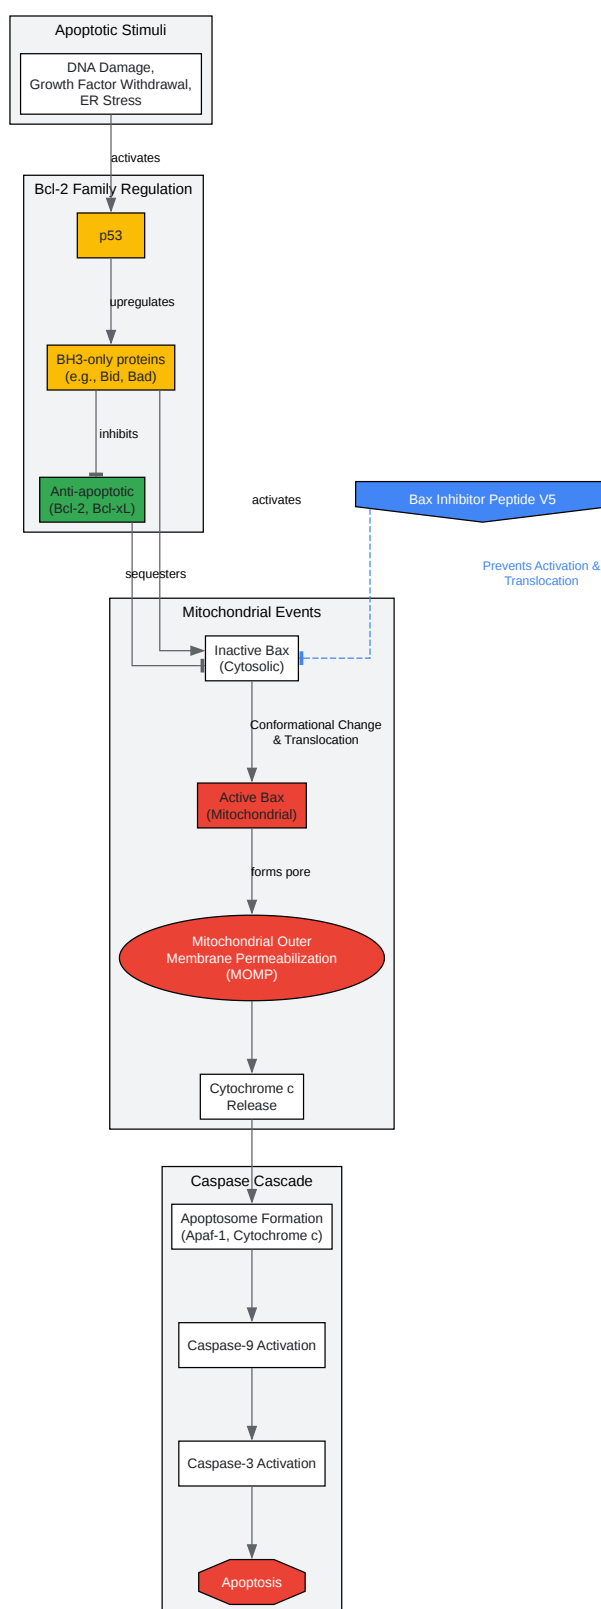 Apoptotic Stimuli
DNA Damage,
Growth Factor Withdrawal,
ER Stress
activates
Bcl-2 Family Regulation
p53
upregulates
BH3-only proteins
(e.g., Bid, Bad)
inhibits
Anti-apoptotic
(Bcl-2, Bcl-xL)
activates
Bax Inhibitor Peptide V5
sequesters
Prevents Activation &
Translocation
Mitochondrial Events
Inactive Bax
(Cytosolic)
Conformational Change
& Translocation
Active Bax
(Mitochondrial)
forms pore
Mitochondrial Outer
Membrane Permeabilization
(MOMP)
Cytochrome c
Release
Caspase Cascade
Apoptosome Formation
(Apaf-1, Cytochrome c)
Caspase-9 Activation
Caspase-3 Activation
Apoptosis